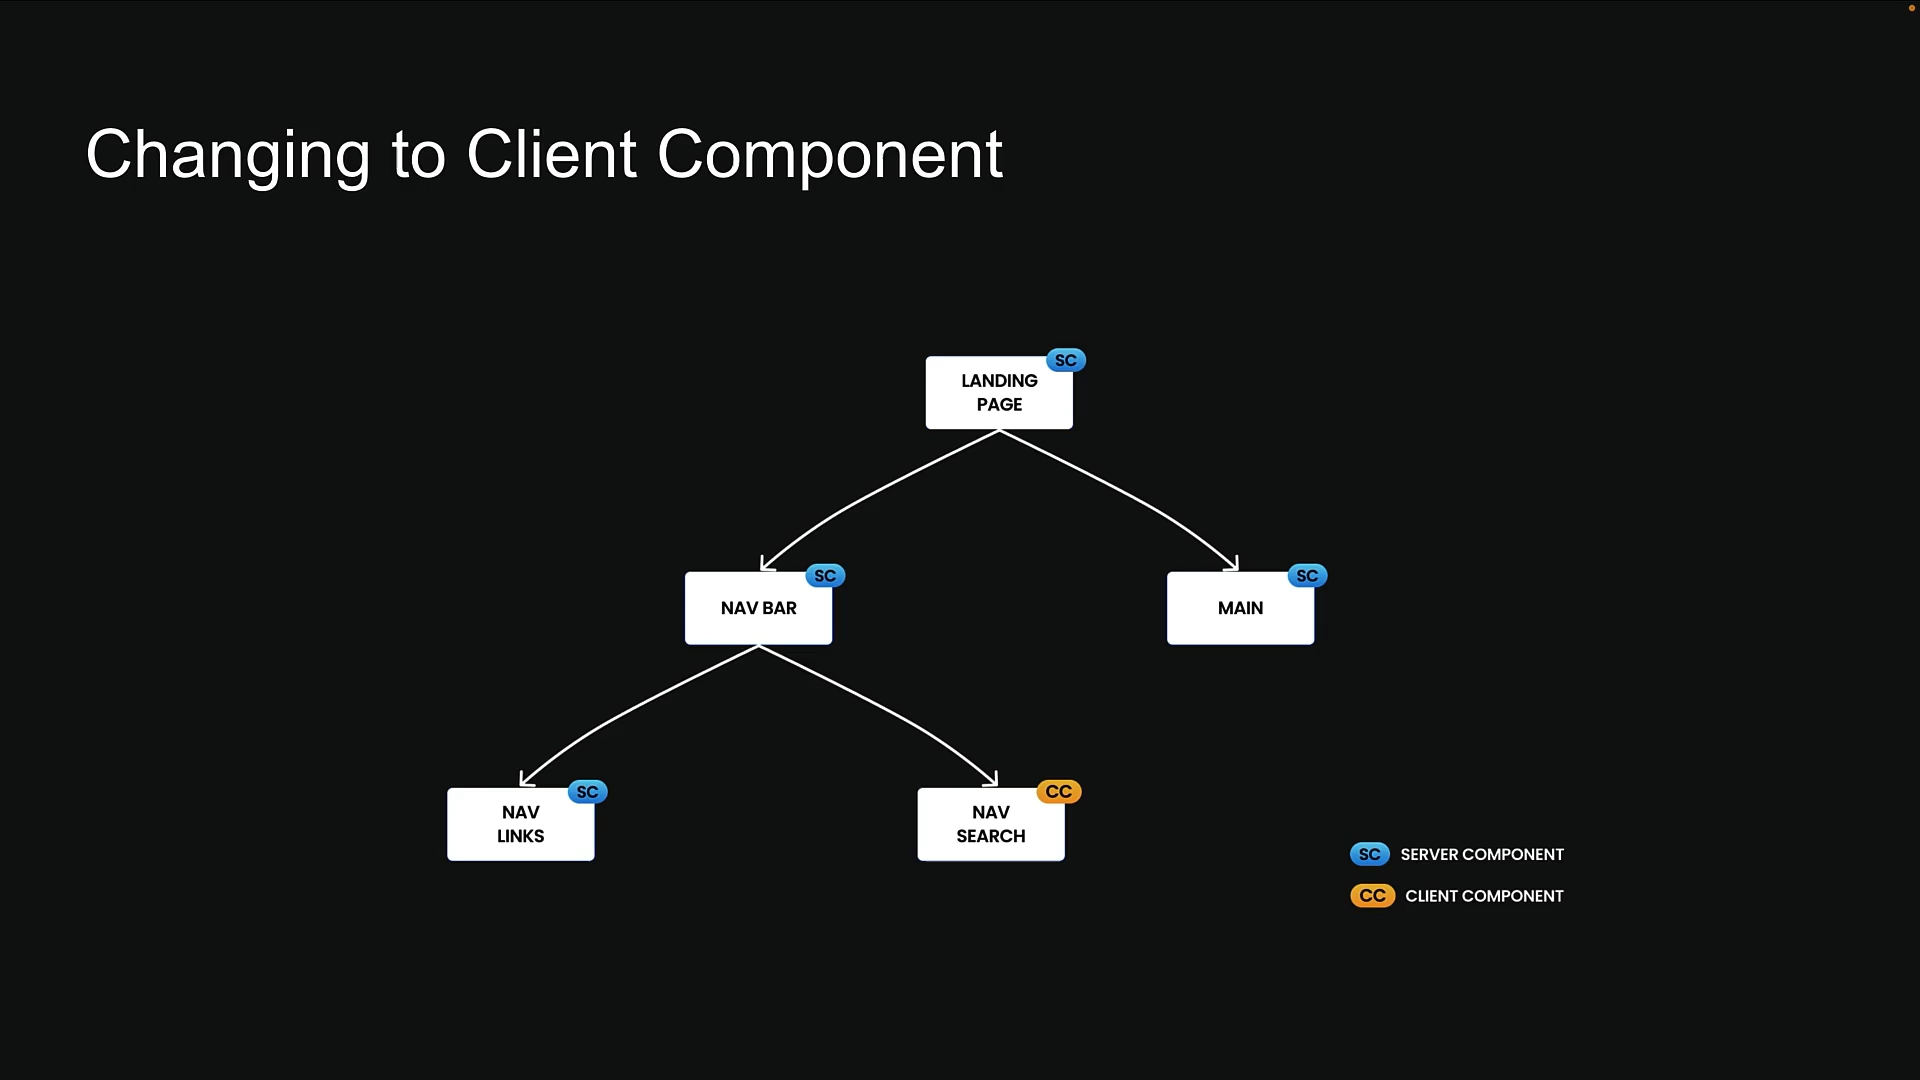 Changing to Client Component
SC
LANDING
PAGE
SC
NAV BAR
SC
MAIN
SC
NAV
LINKS
CC
NAV
SEARCH
SC SERVER COMPONENT
CC CLIENT COMPONENT